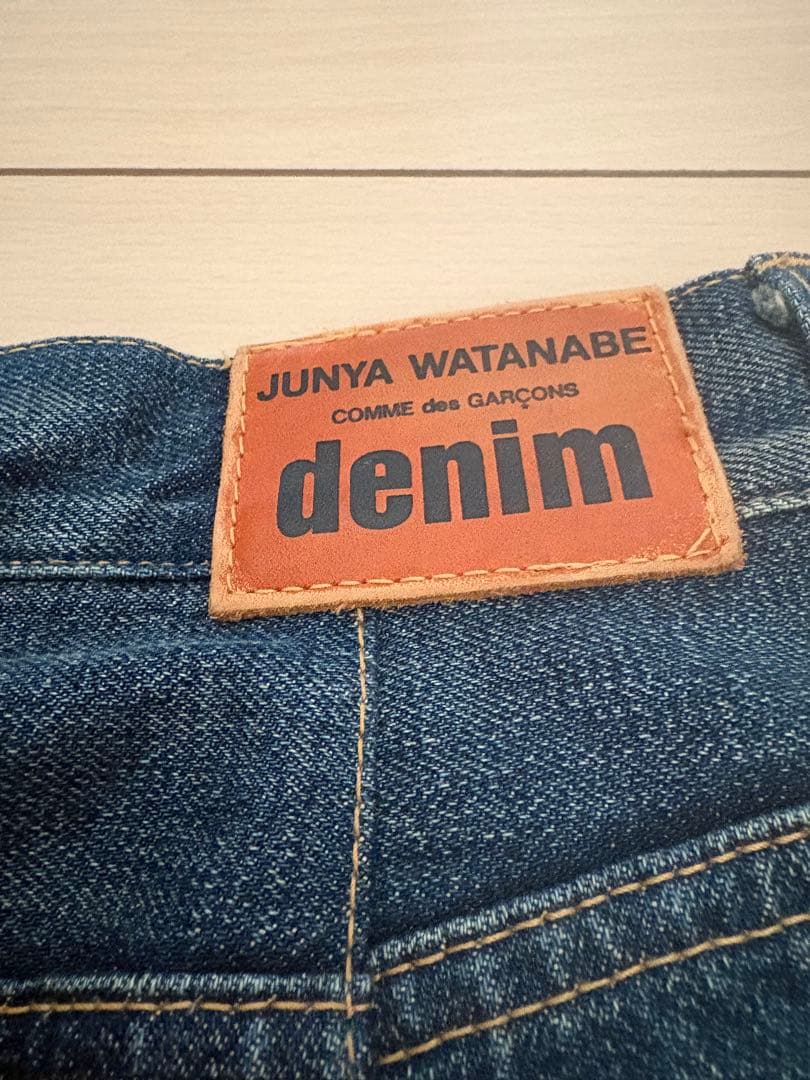 JUNYA WATANABE
COMME des GARÇONS
denim